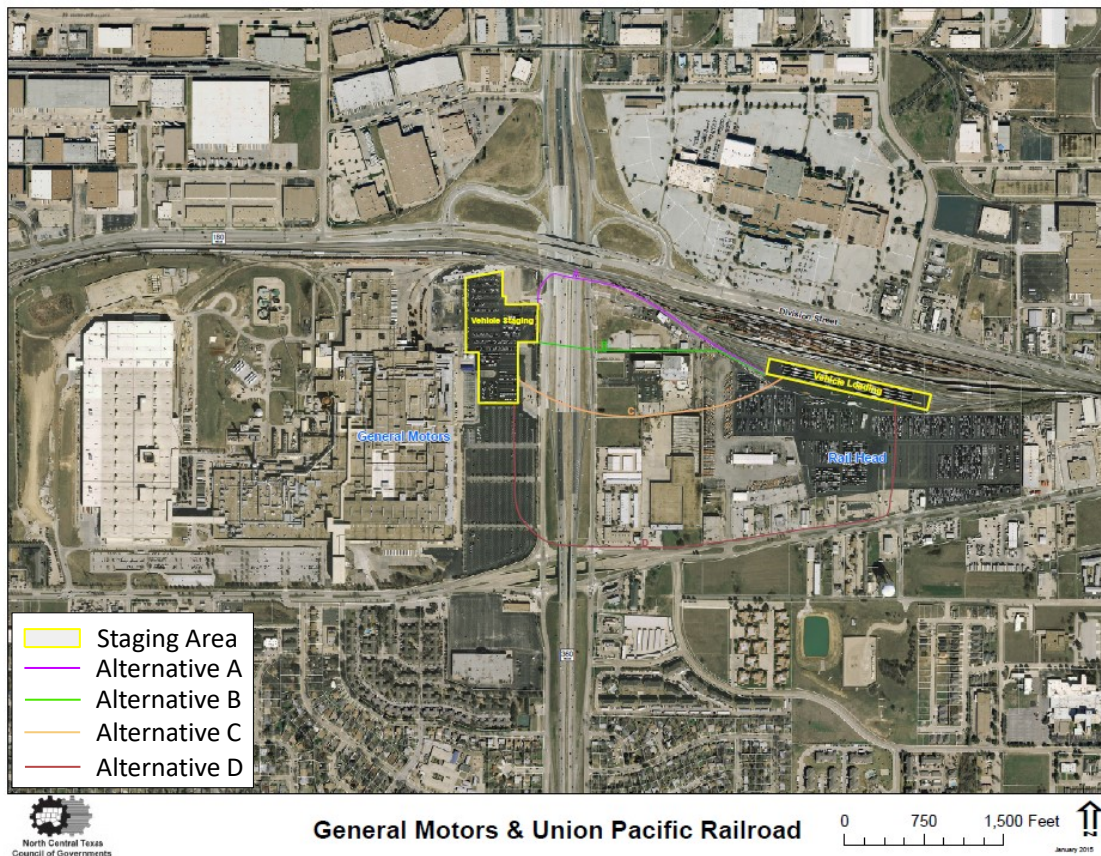 180
A
Vehicle Staging
Division Street
B
Vehicle Loading
C
General Motors
Rail Head
D
360
Staging Area
Alternative A
Alternative B
Alternative C
Alternative D
North Central Texas
Council of Governments
General Motors & Union Pacific Railroad
0 750 1,500 Feet
N
January 2015